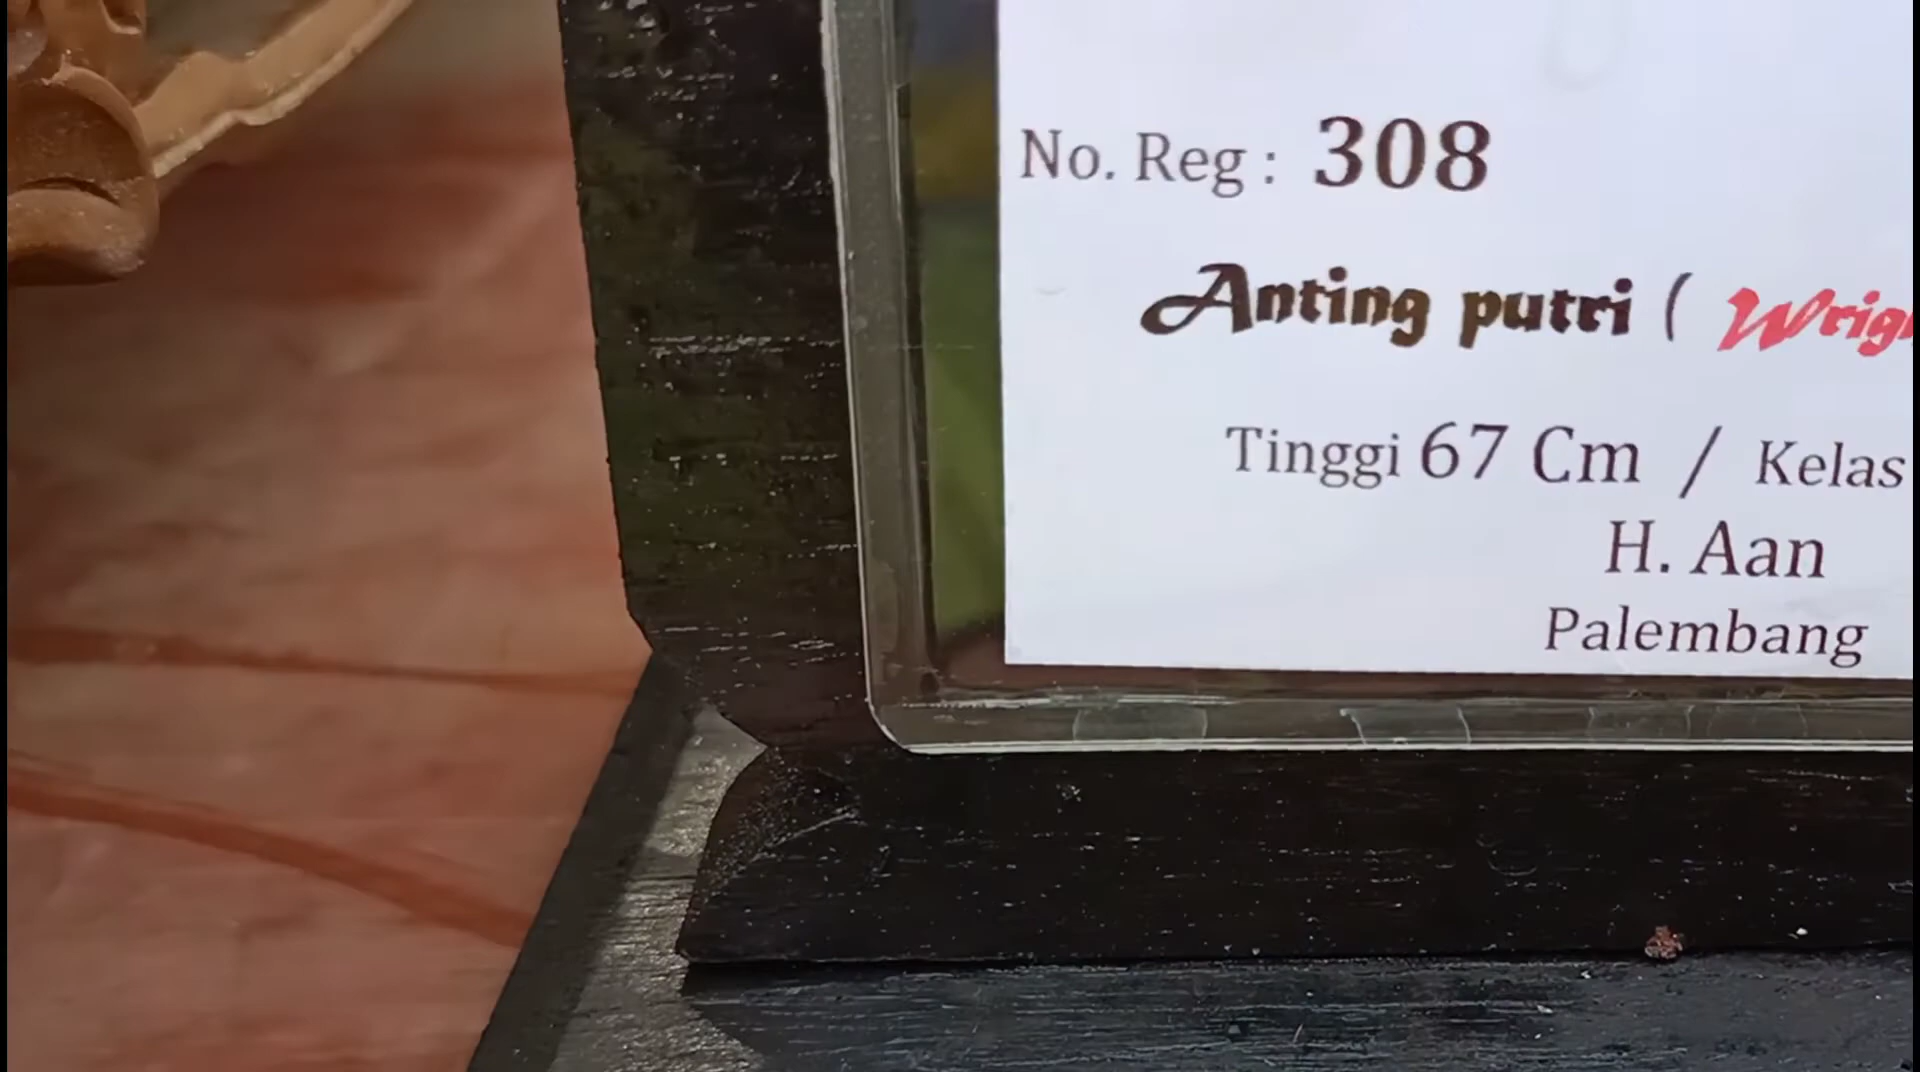 No. Reg : 308
Anting putri (
Tinggi 67 Cm / Kelas
H. Aan
Palembang